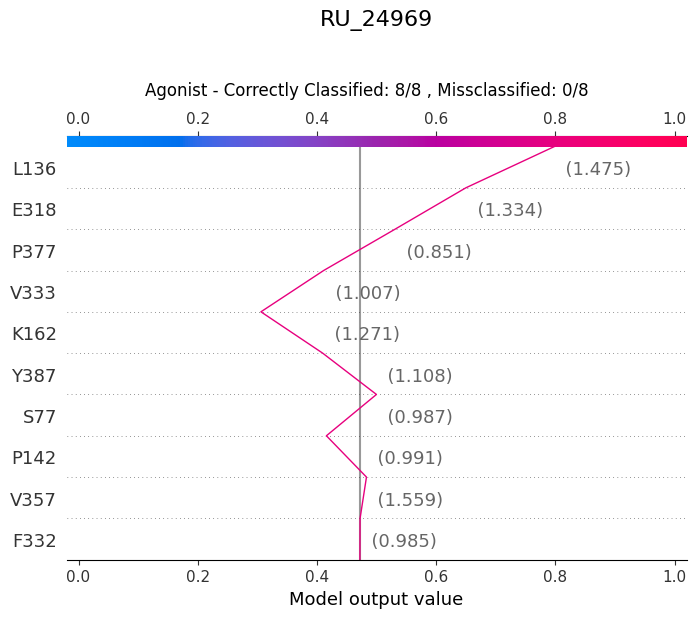 RU_24969
Agonist - Correctly Classified: 8/8 , Missclassified: 0/8
0.0 0.2 0.4 0.6 0.8 1.0
L136 (1.475)
E318 (1.334)
P377 (0.851)
V333 (1.007)
K162 (1.271)
Y387 (1.108)
S77 (0.987)
P142 (0.991)
V357 (1.559)
F332 (0.985)
0.0 0.2 0.4 0.6 0.8 1.0
Model output value